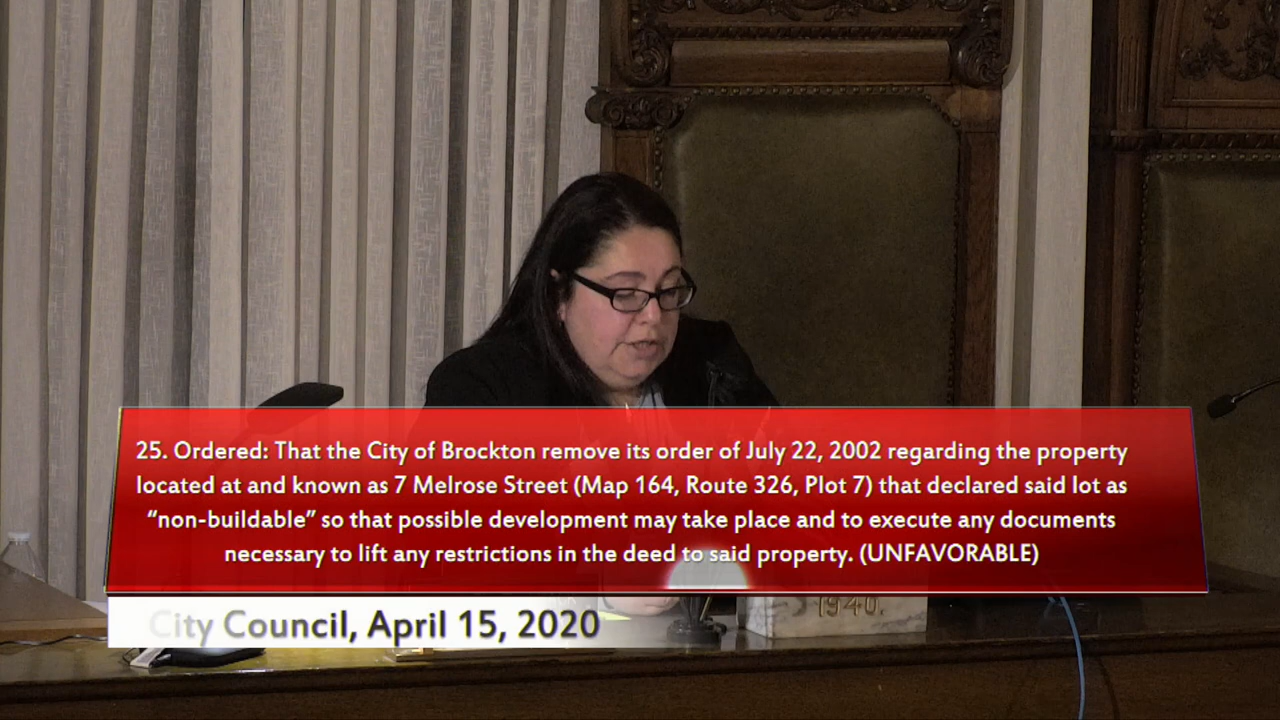 25. Ordered: That the City of Brockton remove its order of July 22, 2002 regarding the property
located at and known as 7 Melrose Street (Map 164, Route 326, Plot 7) that declared said lot as
“non-buildable” so that possible development may take place and to execute any documents
necessary to lift any restrictions in the deed to said property. (UNFAVORABLE)
1940.
City Council, April 15, 2020